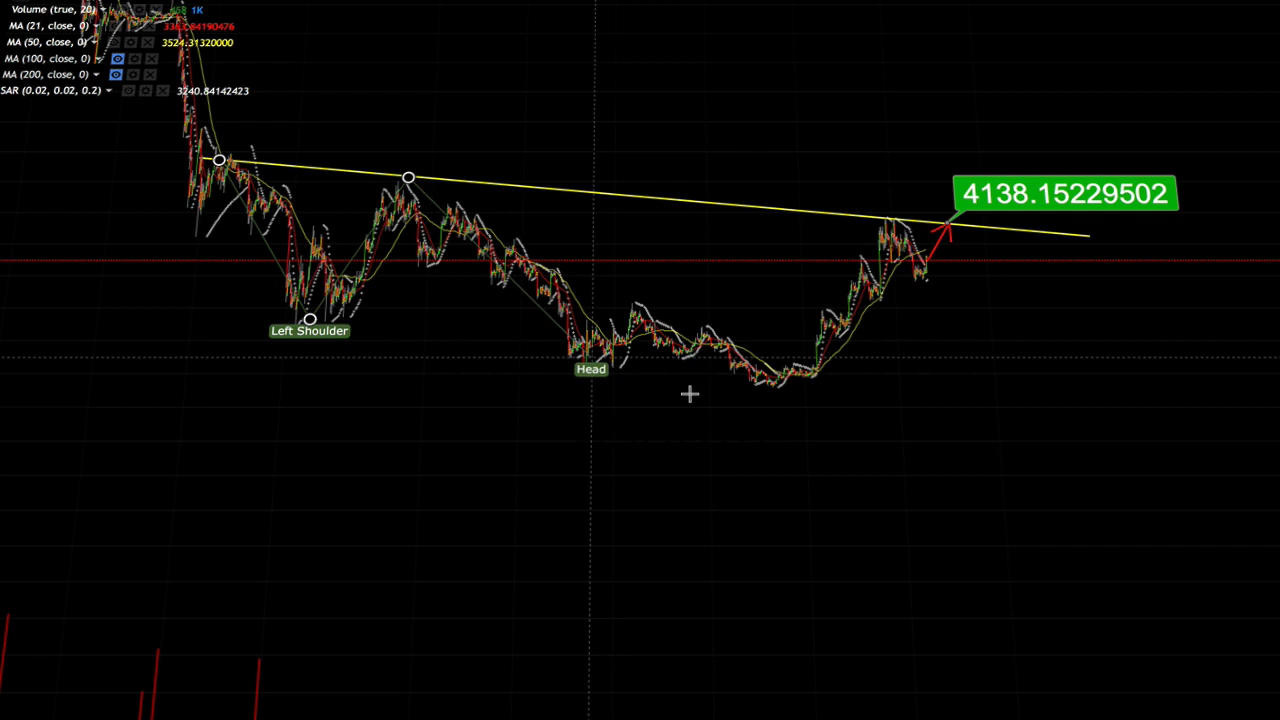 Volume (true, 20) 1K
MA (21, close, 0)
MA (50, close, 0) 3524.31320000
MA (100, close, 0)
MA (200, close, 0)
SAR (0.02, 0.02, 0.2) 3240.84142423
4138.15229502
Left Shoulder
Head